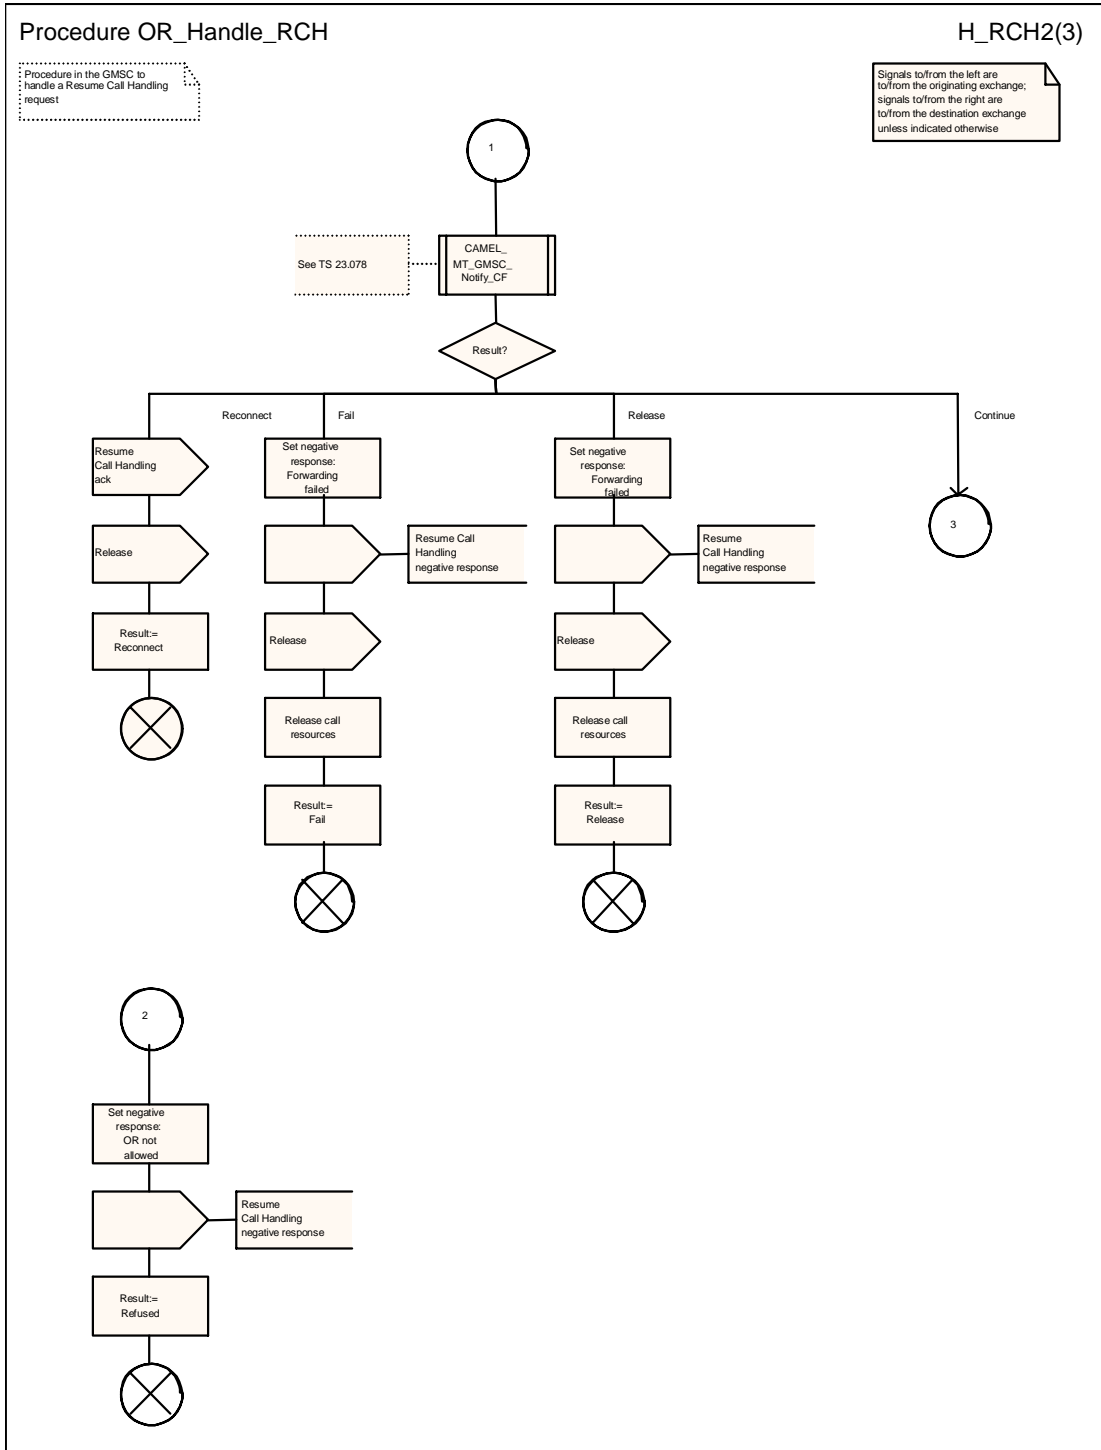 Procedure OR_Handle_RCH
H_RCH2(3)
Procedure in the GMSC to
handle a Resume Call Handling
request
Signals to/from the left are
to/from the originating exchange;
signals to/from the right are
to/from the destination exchange
unless indicated otherwise
1
See TS 23.078
CAMEL_
MT_GMSC_
Notify_CF
Result?
Reconnect
Fail
Release
Continue
Resume
Call Handling
ack
Release
Result:=
Reconnect
Set negative
response:
Forwarding
failed
Resume Call
Handling
negative response
Release
Release call
resources
Result:=
Fail
Set negative
response:
Forwarding
failed
Resume
Call Handling
negative response
Release
Release call
resources
Result:=
Release
3
2
Set negative
response:
OR not
allowed
Resume
Call Handling
negative response
Result:=
Refused